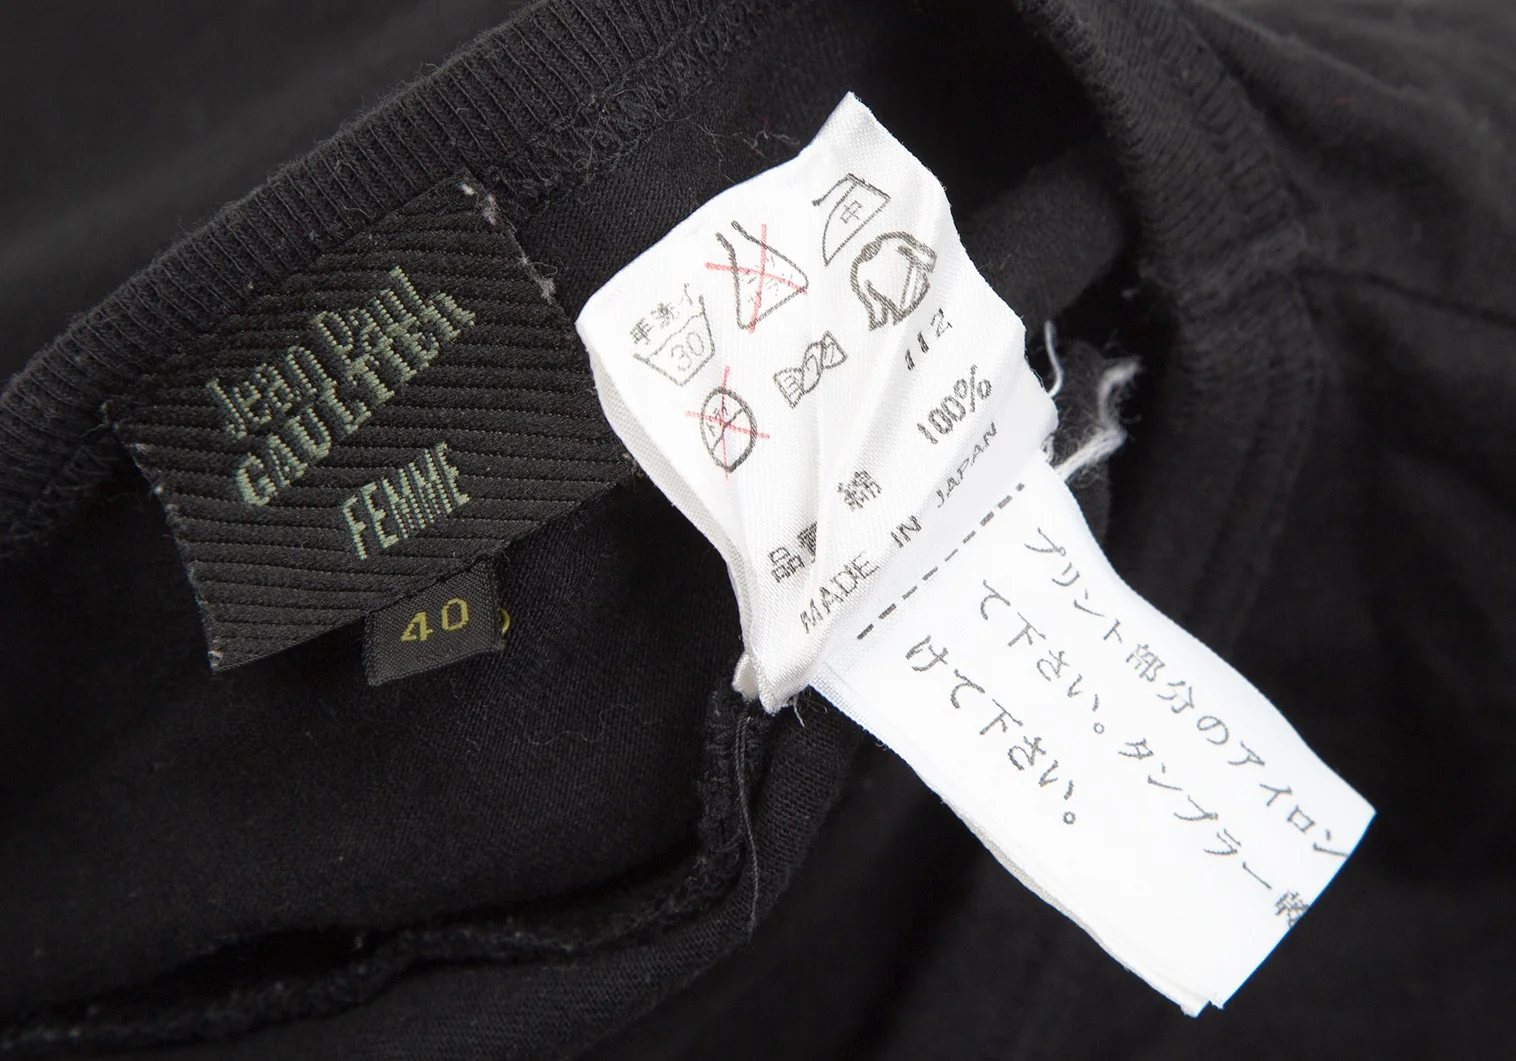 Jean Paul
GAULTIER
FEMME
40
手洗イ
30
中
112
品質 綿 100%
MADE IN JAPAN
プリント部分のアイロン
て下さい。タンブラー乾
けて下さい。